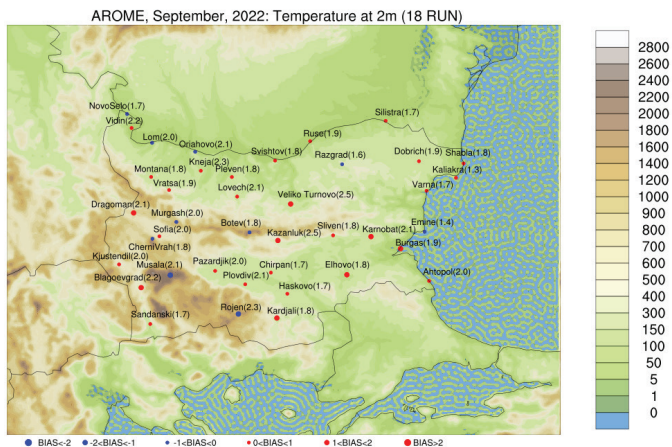 AROME, September, 2022: Temperature at 2m (18 RUN)
NovoSelo(1.7)
Vidin(2.2)
Lom(2.0)
Oriahovo(2.1)
Silistra(1.7)
Ruse(1.9)
Svishtov(1.8)
Razgrad(1.6)
Dobrich(1.9)
Shabla(1.8)
Kaliakra(1.3)
Montana(1.8)
Kneja(2.3)
Pleven(1.8)
Vratsa(1.9)
Lovech(2.1)
Veliko Turnovo(2.5)
Varna(1.7)
Dragoman(2.1)
Murgash(2.0)
Sofia(2.0)
Botev(1.8)
Kazanluk(2.5)
Sliven(1.8)
Karnobat(2.1)
Emine(1.4)
Burgas(1.9)
CherniVrah(1.8)
Kjustendil(2.0)
Musala(2.1)
Pazardjik(2.0)
Chirpan(1.7)
Elhovo(1.8)
Ahtopol(2.0)
Blagoevgrad(2.2)
Plovdiv(2.1)
Haskovo(1.7)
Sandanski(1.7)
Rojen(2.3)
Kardjali(1.8)
2800
2600
2400
2200
2000
1800
1600
1400
1200
1000
900
800
700
600
500
400
300
150
100
50
5
1
0
BIAS<-2 -2<BIAS<-1 -1<BIAS<0 0<BIAS<1 1<BIAS<2 BIAS>2